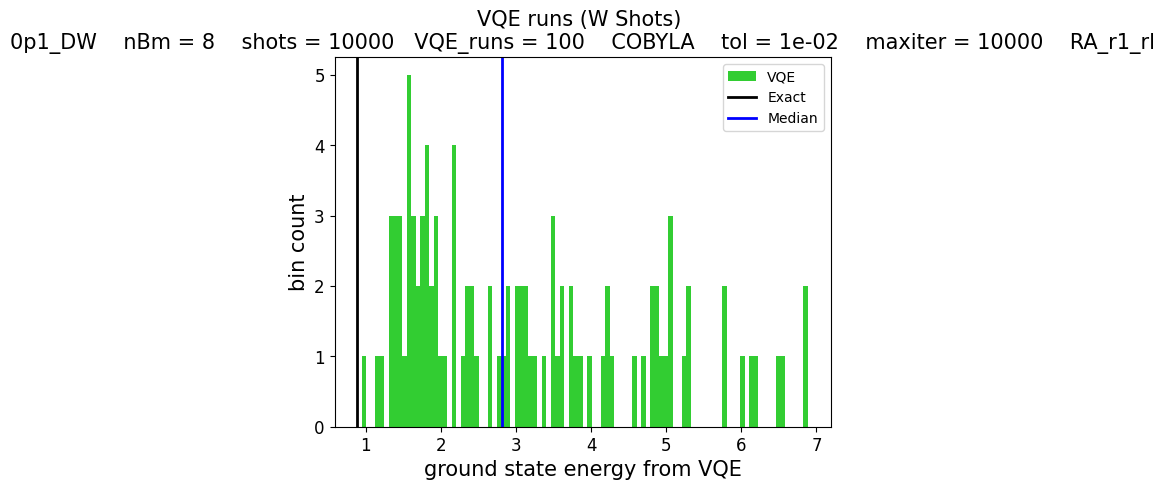 VQE runs (W Shots)
0p1_DW    nBm = 8    shots = 10000   VQE_runs = 100    COBYLA    tol = 1e-02    maxiter = 10000    RA_r1_rl
VQE
Exact
Median
bin count
5
4
3
2
1
0
1 2 3 4 5 6 7
ground state energy from VQE